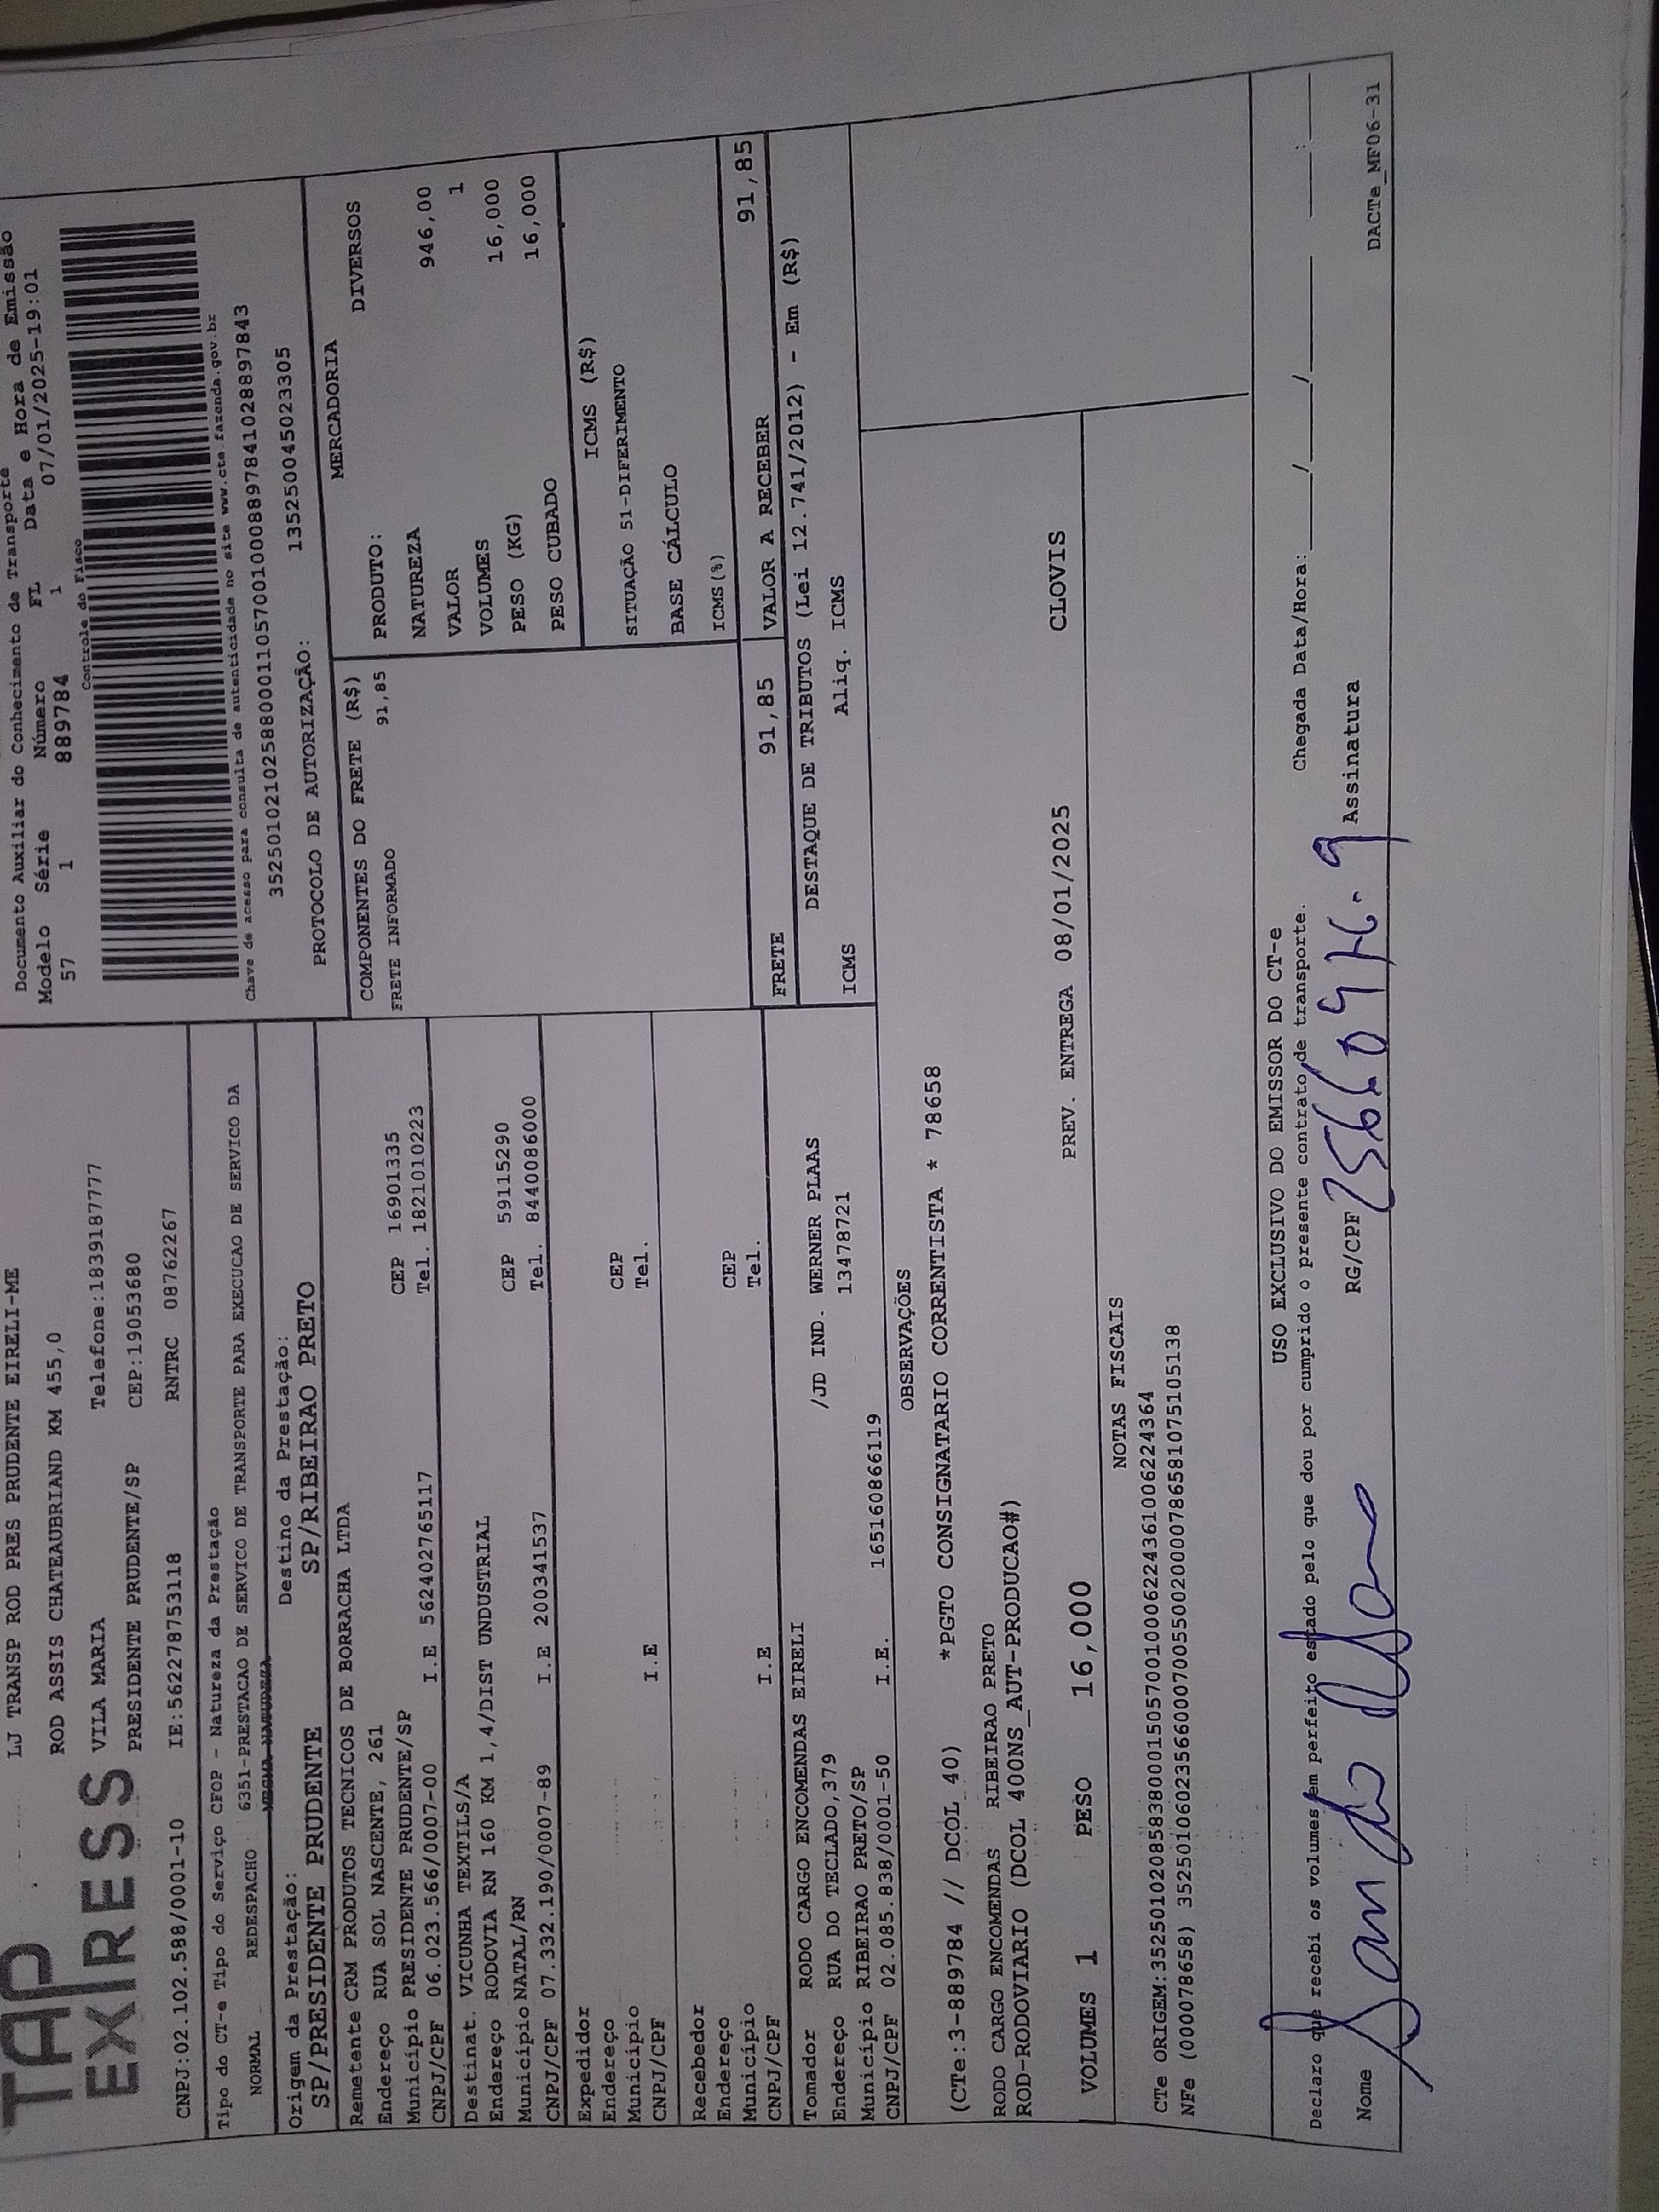 TAP
EXPRESS
LJ TRANSP ROD PRES PRUDENTE EIRELI-ME
ROD ASSIS CHATEAUBRIAND KM 455,0
VILA MARIA Telefone:1839187777
PRESIDENTE PRUDENTE/SP CEP:19053680
CNPJ:02.102.588/0001-10 IE:562278753118 RNTRC 08762267
Documento Auxiliar do Conhecimento de Transporte
Modelo Série Número FL Data e Hora de Emissão
57 1 889784 1 07/01/2025-19:01
Controle do Fisco
Chave de acesso para consulta de autenticidade no site www.cte.fazenda.gov.br
35250102102588000110570010008897841028897843
PROTOCOLO DE AUTORIZAÇÃO: 135250045023305
Tipo do CT-e Tipo do Serviço CFOP - Natureza da Prestação
NORMAL REDESPACHO 6351-PRESTACAO DE SERVICO DE TRANSPORTE PARA EXECUCAO DE SERVICO DA
MESMA NATUREZA
Origem da Prestação: Destino da Prestação:
SP/PRESIDENTE PRUDENTE SP/RIBEIRAO PRETO
Remetente CRM PRODUTOS TECNICOS DE BORRACHA LTDA
Endereço RUA SOL NASCENTE, 261
Município PRESIDENTE PRUDENTE/SP CEP 16901335
CNPJ/CPF 06.023.566/0007-00 I.E 562402765117 Tel. 1821010223
Destinat. VICUNHA TEXTILS/A
Endereço RODOVIA RN 160 KM 1,4/DIST UNDUSTRIAL
Município NATAL/RN CEP 59115290
CNPJ/CPF 07.332.190/0007-89 I.E 200341537 Tel. 84400086000
Expedidor
Endereço
Município CEP
CNPJ/CPF I.E Tel.
Recebedor
Endereço
Município CEP
CNPJ/CPF I.E Tel.
Tomador RODO CARGO ENCOMENDAS EIRELI
Endereço RUA DO TECLADO,379 /JD IND. WERNER PLAAS
Município RIBEIRAO PRETO/SP 13478721
CNPJ/CPF 02.085.838/0001-50 I.E. 165160866119
COMPONENTES DO FRETE (R$)
FRETE INFORMADO 91,85
MERCADORIA
PRODUTO: DIVERSOS
NATUREZA
VALOR 946,00
VOLUMES 1
PESO (KG) 16,000
PESO CUBADO 16,000
ICMS (R$)
SITUAÇÃO 51-DIFERIMENTO
BASE CÁLCULO
ICMS(%)
FRETE 91,85 VALOR A RECEBER 91,85
DESTAQUE DE TRIBUTOS (Lei 12.741/2012) - Em (R$)
ICMS Aliq. ICMS
OBSERVAÇÕES
(CTe:3-889784 // DCOL 40) *PGTO CONSIGNATARIO CORRENTISTA * 78658
RODO CARGO ENCOMENDAS RIBEIRAO PRETO
ROD-RODOVIARIO (DCOL 400NS_AUT-PRODUCAO#)
VOLUMES 1 PESO 16,000 PREV. ENTREGA 08/01/2025 CLOVIS
NOTAS FISCAIS
CTe ORIGEM:35250102085838000150570010006224361006224364
NFe (000078658) 35250106023566000700550020000786581075105138
USO EXCLUSIVO DO EMISSOR DO CT-e
Declaro que recebi os volumes em perfeito estado pelo que dou por cumprido o presente contrato de transporte. Chegada Data/Hora: ____/____/____ ____:____
Nome RG/CPF Assinatura
DACTe_MF06-31